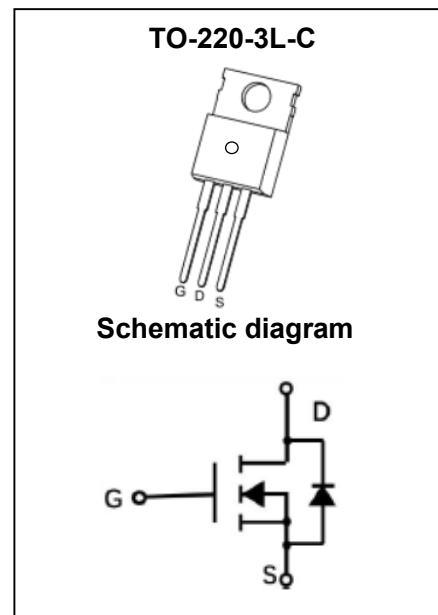 TO-220-3L-C
G D S
Schematic diagram
D
G
S